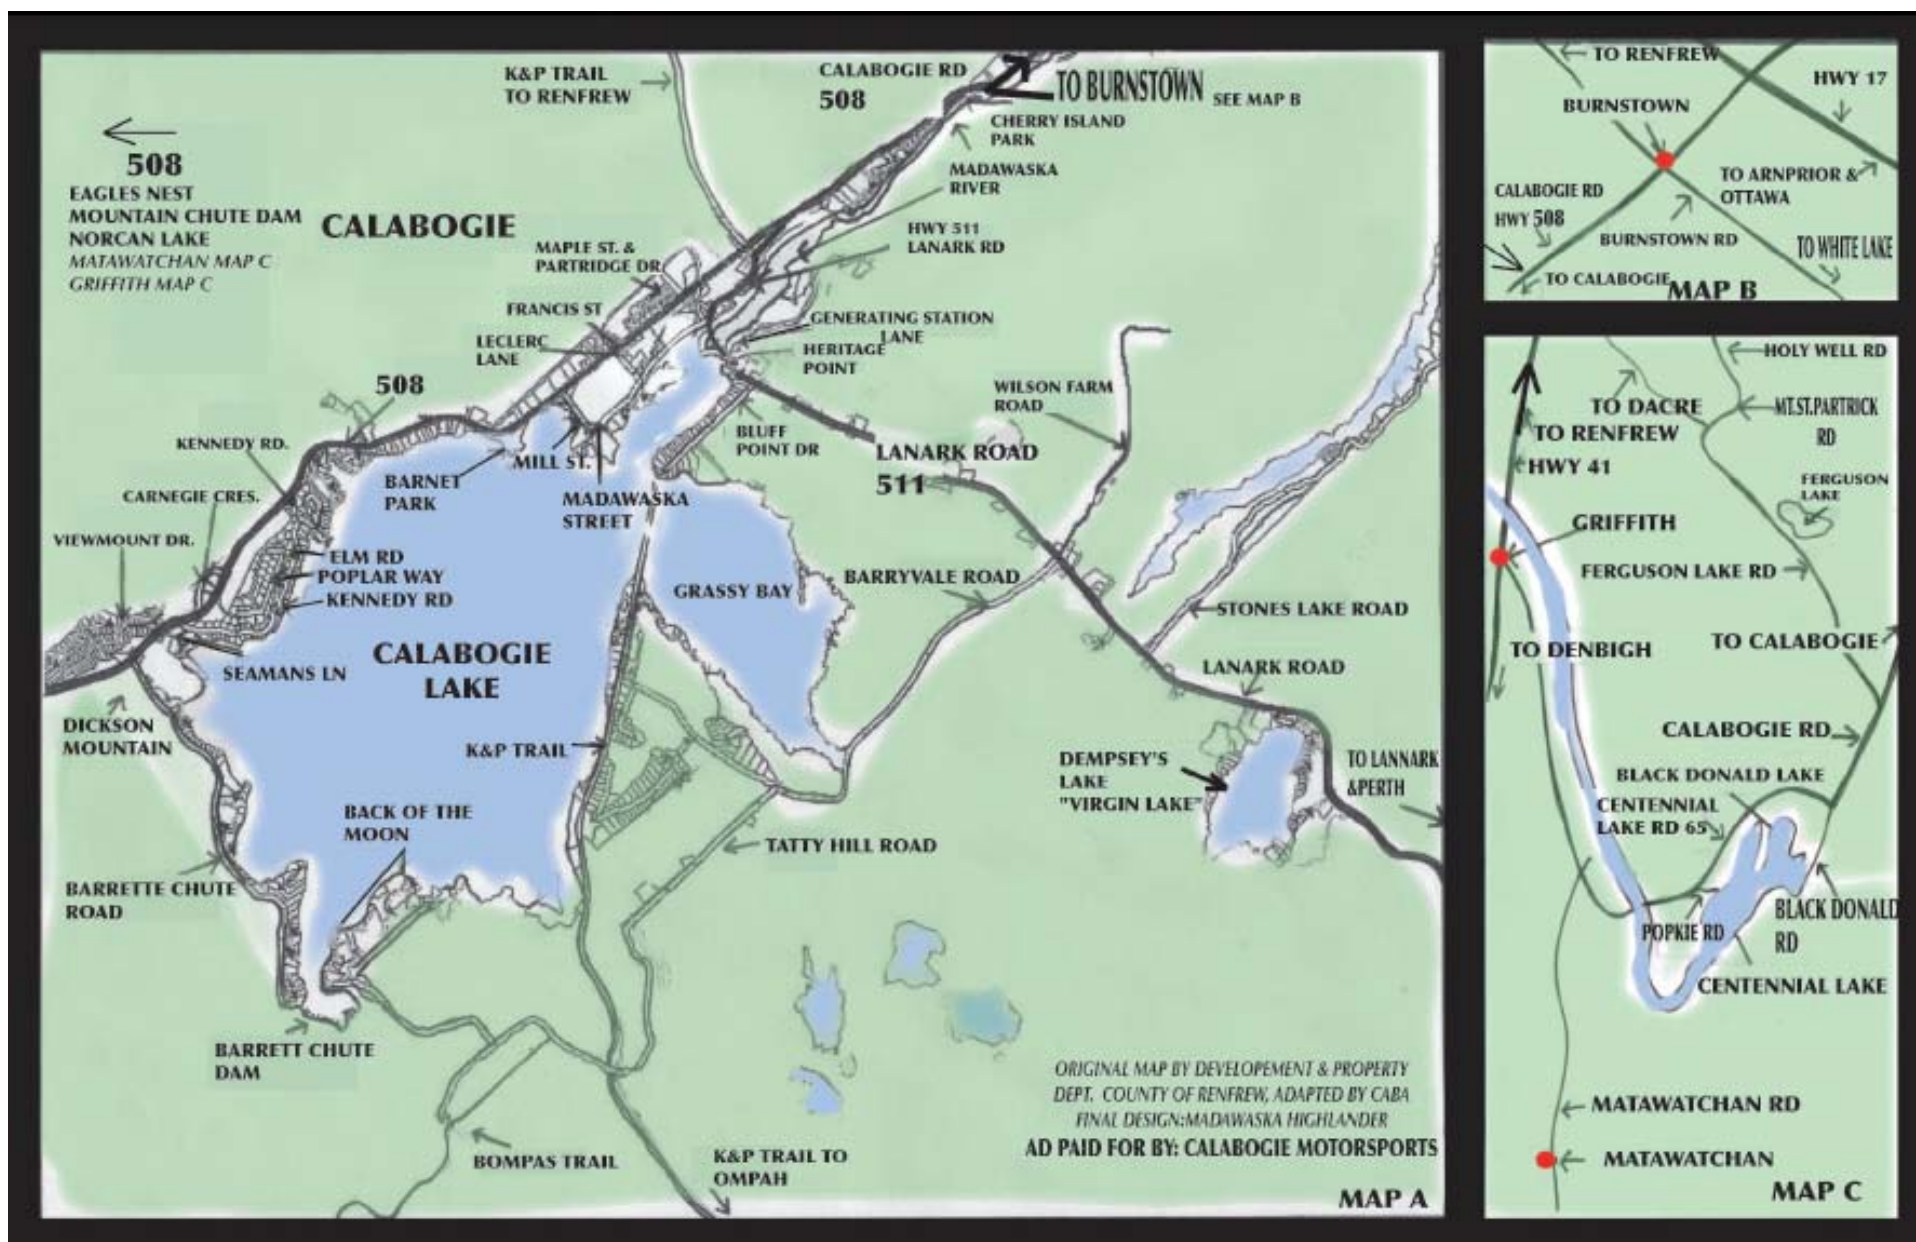 K&P TRAIL
TO RENFREW
CALABOGIE RD
508
TO BURNSTOWN SEE MAP B
CHERRY ISLAND
PARK
MADAWASKA
RIVER
HWY 511
LANARK RD
508
EAGLES NEST
MOUNTAIN CHUTE DAM
NORCAN LAKE
MATAWATCHAN MAP C
GRIFFITH MAP C
CALABOGIE
MAPLE ST. &
PARTRIDGE DR
FRANCIS ST
LECLERC
LANE
GENERATING STATION
LANE
HERITAGE
POINT
508
WILSON FARM
ROAD
KENNEDY RD.
BARNET
PARK
MILL ST.
MADAWASKA
STREET
BLUFF
POINT DR
LANARK ROAD
511
CARNEGIE CRES.
VIEWMOUNT DR.
ELM RD
POPLAR WAY
KENNEDY RD
GRASSY BAY
BARRYVALE ROAD
STONES LAKE ROAD
SEAMANS LN
CALABOGIE
LAKE
LANARK ROAD
DICKSON
MOUNTAIN
K&P TRAIL
DEMPSEY'S
LAKE
"VIRGIN LAKE"
TO LANNARK
&PERTH
BACK OF THE
MOON
TATTY HILL ROAD
BARRETTE CHUTE
ROAD
BARRETT CHUTE
DAM
BOMPAS TRAIL
K&P TRAIL TO
OMPAH
ORIGINAL MAP BY DEVELOPEMENT & PROPERTY
DEPT. COUNTY OF RENFREW, ADAPTED BY CABA
FINAL DESIGN:MADAWASKA HIGHLANDER
AD PAID FOR BY: CALABOGIE MOTORSPORTS
MAP A
TO RENFREW
HWY 17
BURNSTOWN
TO ARNPRIOR &
OTTAWA
CALABOGIE RD
HWY 508
BURNSTOWN RD
TO WHITE LAKE
TO CALABOGIE
MAP B
HOLY WELL RD
TO DACRE
MT.ST.PARTRICK
RD
TO RENFREW
HWY 41
FERGUSON
LAKE
GRIFFITH
FERGUSON LAKE RD
TO DENBIGH
TO CALABOGIE
CALABOGIE RD
BLACK DONALD LAKE
CENTENNIAL
LAKE RD 65
BLACK DONALD
RD
POPKIE RD
CENTENNIAL LAKE
MATAWATCHAN RD
MATAWATCHAN
MAP C